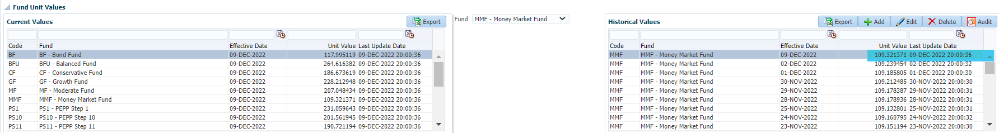 Fund Unit Values
Current Values
Export
Code Fund Effective Date Unit Value Last Update Date
BF BF - Bond Fund 09-DEC-2022 117.995119 09-DEC-2022 20:00:36
BFU BFU - Balanced Fund 09-DEC-2022 264.616382 09-DEC-2022 20:00:36
CF CF - Conservative Fund 09-DEC-2022 186.673619 09-DEC-2022 20:00:36
GF GF - Growth Fund 09-DEC-2022 228.212948 09-DEC-2022 20:00:36
MF MF - Moderate Fund 09-DEC-2022 207.048434 09-DEC-2022 20:00:36
MMF MMF - Money Market Fund 09-DEC-2022 109.321371 09-DEC-2022 20:00:36
PS1 PS1 - PEPP Step 1 09-DEC-2022 231.059643 09-DEC-2022 20:00:36
PS10 PS10 - PEPP Step 10 09-DEC-2022 201.561945 09-DEC-2022 20:00:36
PS11 PS11 - PEPP Step 11 09-DEC-2022 190.721194 09-DEC-2022 20:00:36
Fund MMF - Money Market Fund
Historical Values
Export Add Edit Delete Audit
Code Fund Effective Date Unit Value Last Update Date
MMF MMF - Money Market Fund 09-DEC-2022 109.321371 09-DEC-2022 20:00:36
MMF MMF - Money Market Fund 02-DEC-2022 109.239454 02-DEC-2022 20:00:32
MMF MMF - Money Market Fund 01-DEC-2022 109.185805 01-DEC-2022 20:00:30
MMF MMF - Money Market Fund 30-NOV-2022 109.212485 30-NOV-2022 20:00:30
MMF MMF - Money Market Fund 29-NOV-2022 109.178387 29-NOV-2022 20:00:31
MMF MMF - Money Market Fund 28-NOV-2022 109.178936 28-NOV-2022 20:00:31
MMF MMF - Money Market Fund 25-NOV-2022 109.132801 25-NOV-2022 20:00:31
MMF MMF - Money Market Fund 24-NOV-2022 109.160795 24-NOV-2022 20:00:32
MMF MMF - Money Market Fund 23-NOV-2022 109.151194 23-NOV-2022 20:00:30